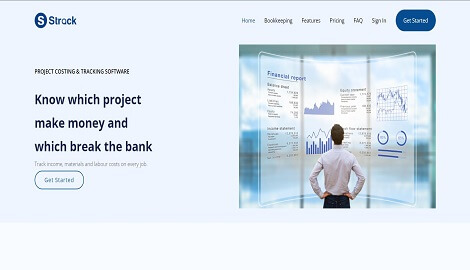 Strack
Home Bookkeeping Features Pricing FAQ Sign In Get Started
PROJECT COSTING & TRACKING SOFTWARE
Know which project
make money and
which break the bank
Track income, materials and labour costs on every job.
Get Started
Financial report
Balance sheet
Equity statement
Income statement